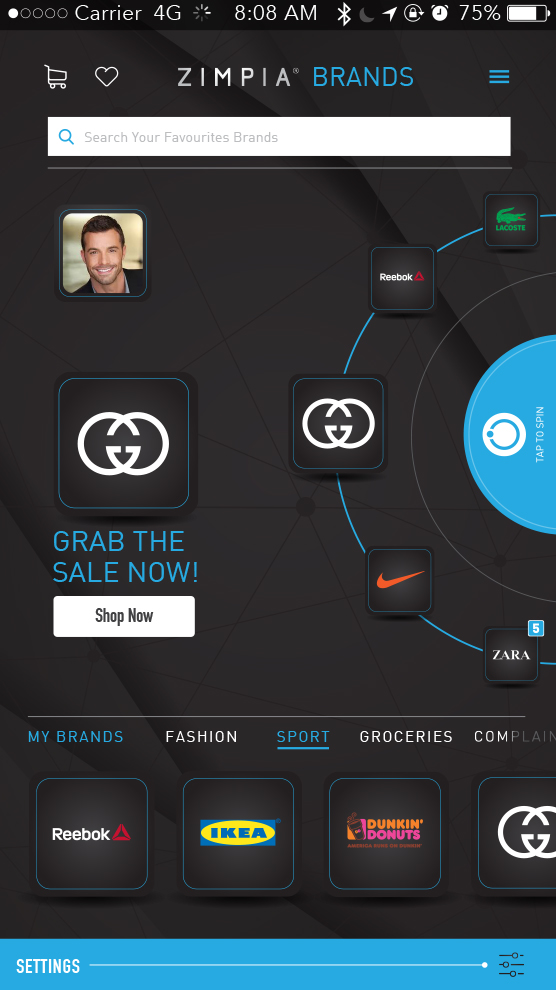 Carrier 4G 8:08 AM 75%
ZIMPIA® BRANDS
Search Your Favourites Brands
LACOSTE
Reebok
TAP TO SPIN
GRAB THE
SALE NOW!
Shop Now
5
ZARA
MY BRANDS FASHION SPORT GROCERIES COMPLAIN
Reebok
IKEA
DUNKIN'
DONUTS
AMERICA RUNS ON DUNKIN'
SETTINGS